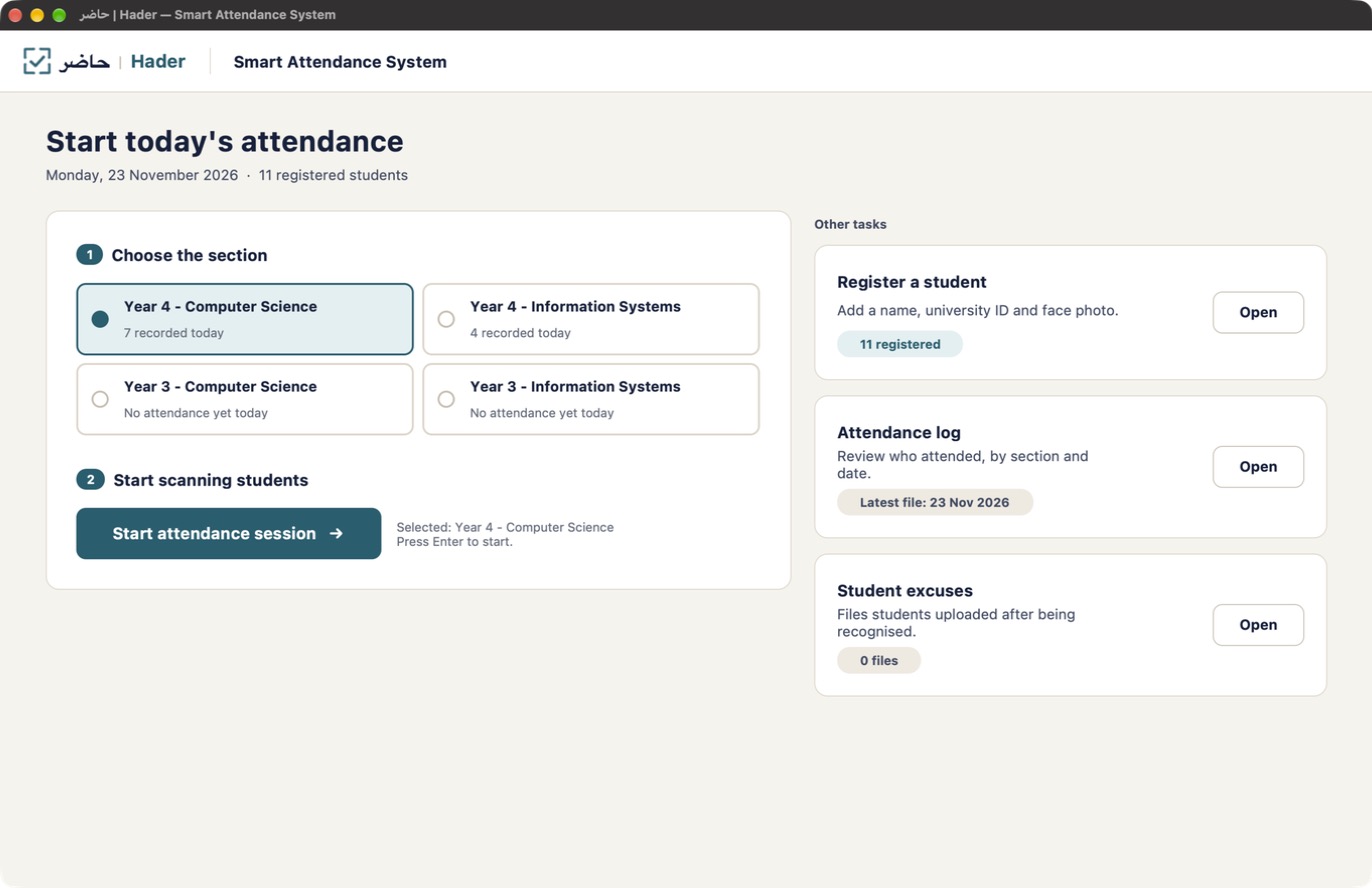 حاضر | Hader — Smart Attendance System
حاضر | Hader
Smart Attendance System
Start today's attendance
Monday, 23 November 2026 · 11 registered students
1 Choose the section
Year 4 - Computer Science
7 recorded today
Year 4 - Information Systems
4 recorded today
Year 3 - Computer Science
No attendance yet today
Year 3 - Information Systems
No attendance yet today
2 Start scanning students
Start attendance session →
Selected: Year 4 - Computer Science
Press Enter to start.
Other tasks
Register a student
Add a name, university ID and face photo.
11 registered
Open
Attendance log
Review who attended, by section and
date.
Latest file: 23 Nov 2026
Open
Student excuses
Files students uploaded after being
recognised.
0 files
Open